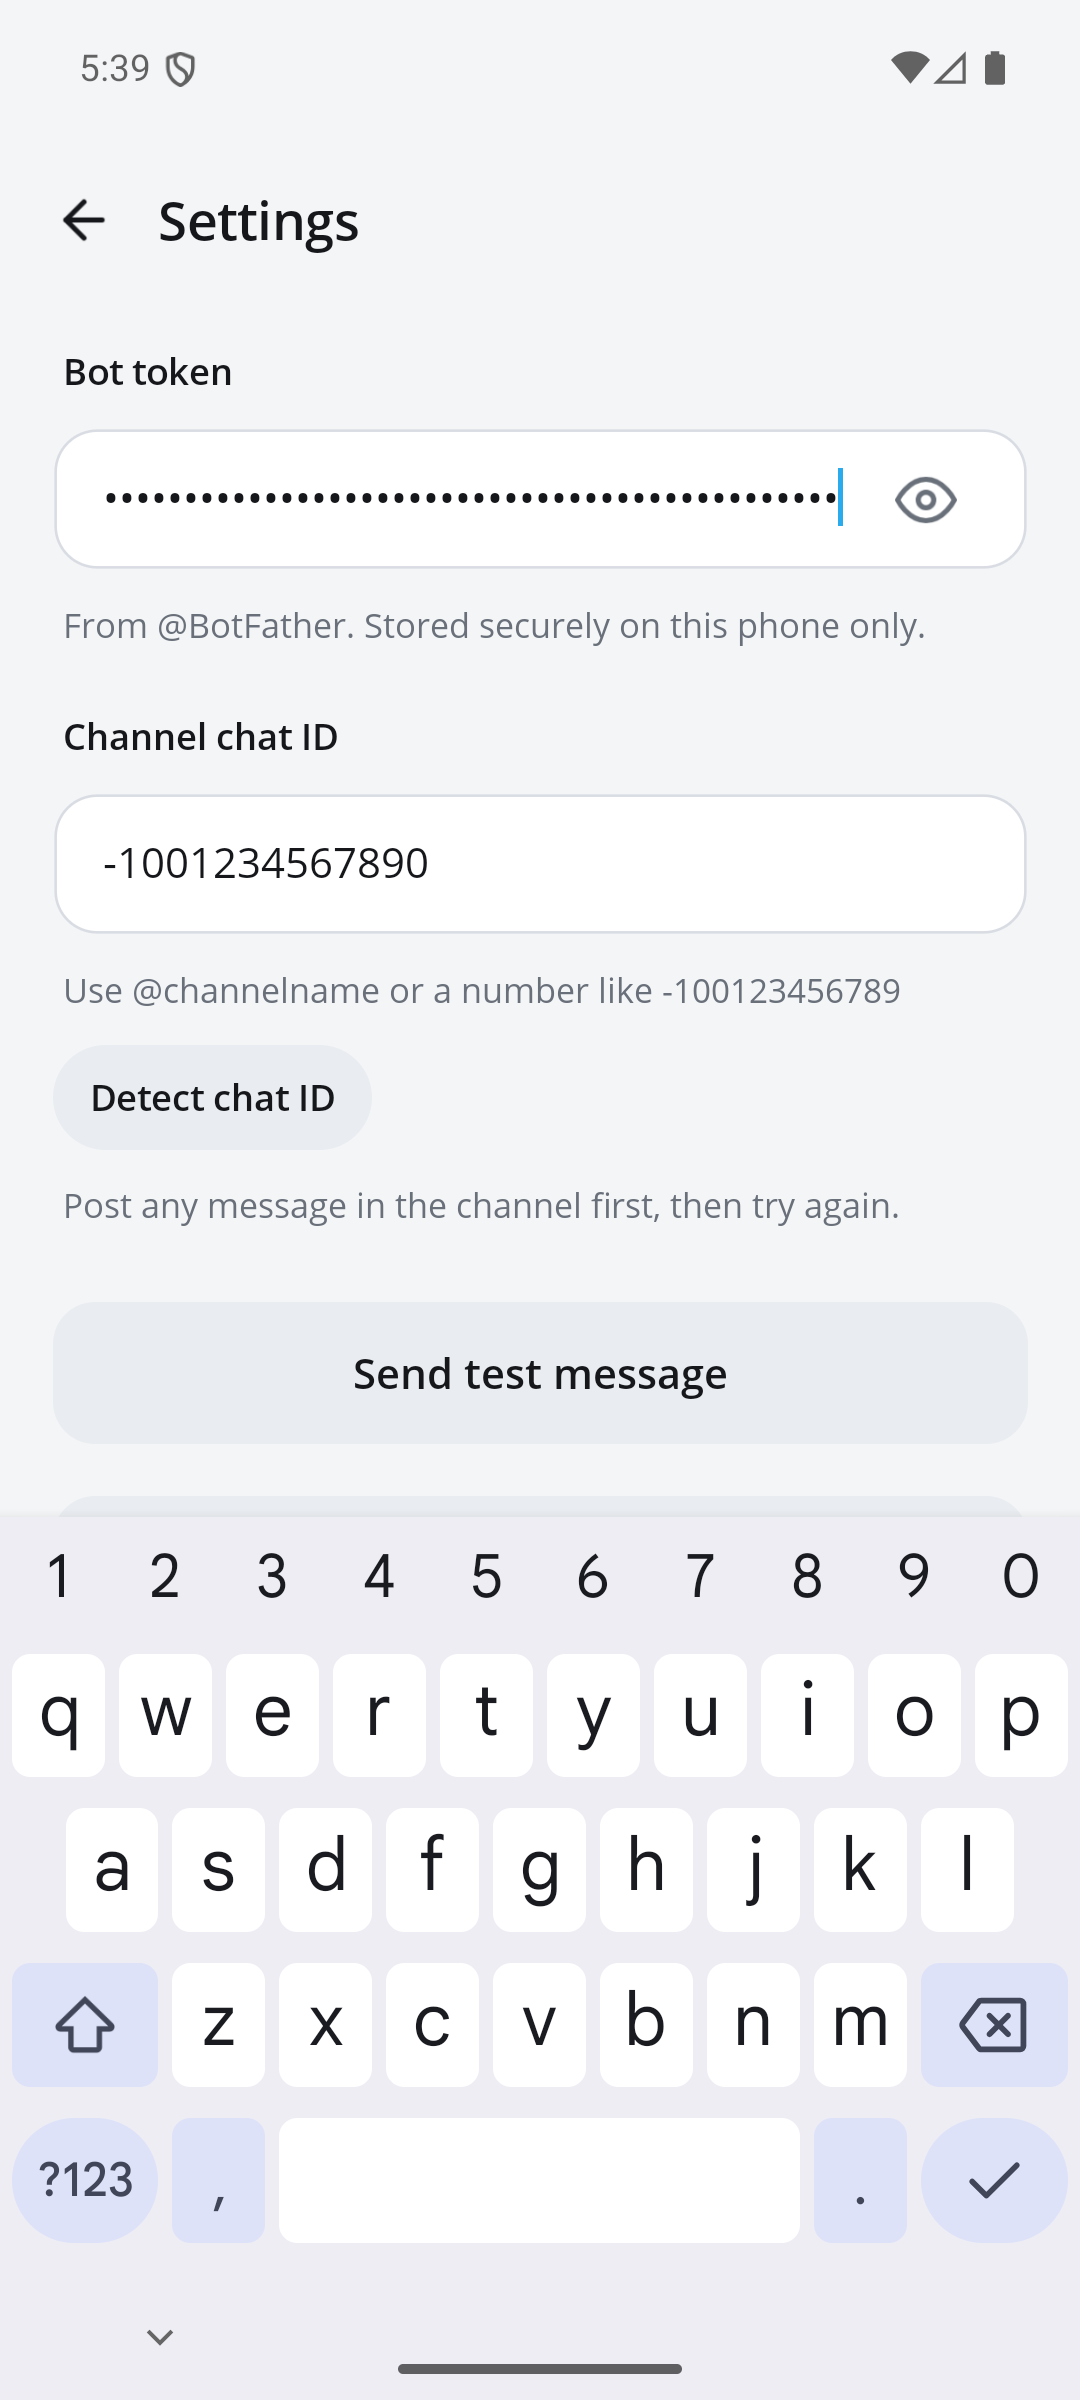 5:39
Settings
Bot token
••••••••••••••••••••••••••••••••••••••••••••••
From @BotFather. Stored securely on this phone only.
Channel chat ID
-1001234567890
Use @channelname or a number like -100123456789
Detect chat ID
Post any message in the channel first, then try again.
Send test message
1 2 3 4 5 6 7 8 9 0
q w e r t y u i o p
a s d f g h j k l
z x c v b n m
?123 , .